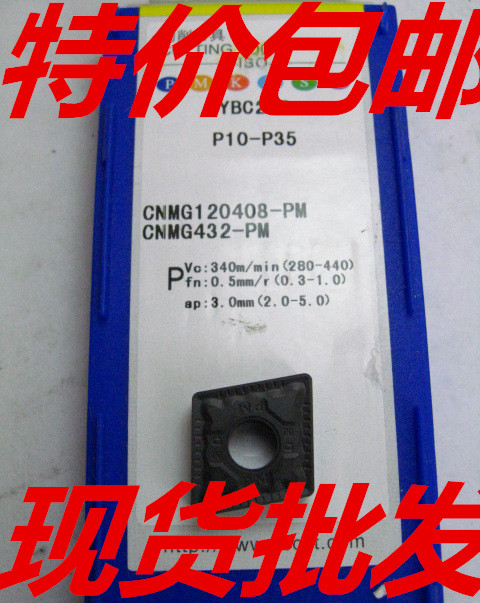 特价包邮
P M K S
P10-P35
CNMG120408-PM
CNMG432-PM
P
Vc:340m/min(280-440)
fn:0.5mm/r(0.3-1.0)
ap:3.0mm(2.0-5.0)
PM
现货批发